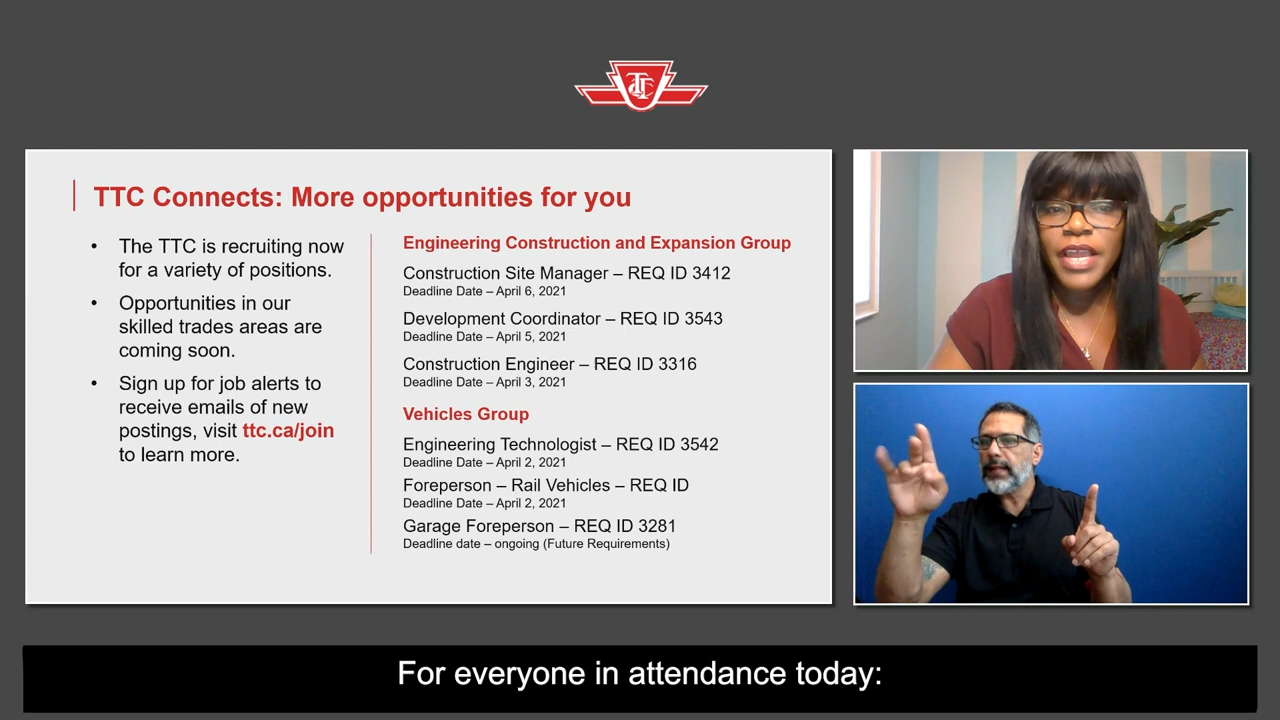 TTC
TTC Connects: More opportunities for you
• The TTC is recruiting now
for a variety of positions.
• Opportunities in our
skilled trades areas are
coming soon.
• Sign up for job alerts to
receive emails of new
postings, visit ttc.ca/join
to learn more.
Engineering Construction and Expansion Group
Construction Site Manager – REQ ID 3412
Deadline Date – April 6, 2021
Development Coordinator – REQ ID 3543
Deadline Date – April 5, 2021
Construction Engineer – REQ ID 3316
Deadline Date – April 3, 2021
Vehicles Group
Engineering Technologist – REQ ID 3542
Deadline Date – April 2, 2021
Foreperson – Rail Vehicles – REQ ID
Deadline Date – April 2, 2021
Garage Foreperson – REQ ID 3281
Deadline date – ongoing (Future Requirements)
For everyone in attendance today: